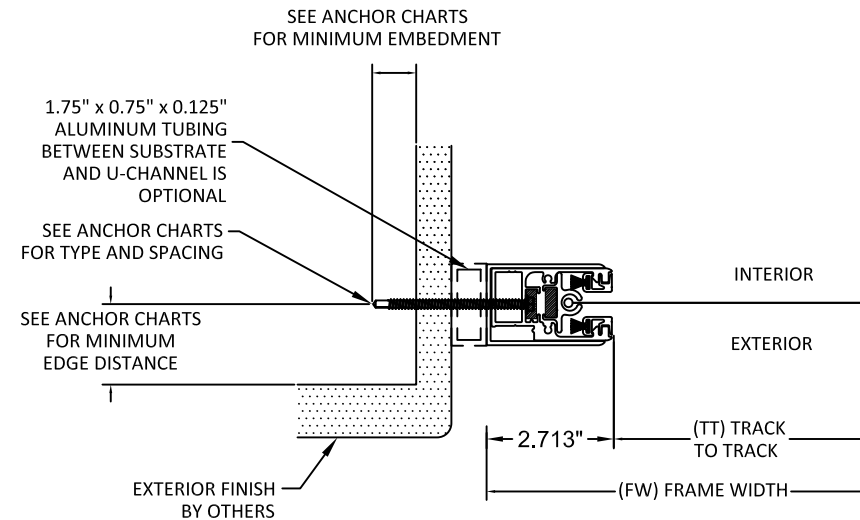 SEE ANCHOR CHARTS
FOR MINIMUM EMBEDMENT
1.75" x 0.75" x 0.125"
ALUMINUM TUBING
BETWEEN SUBSTRATE
AND U-CHANNEL IS
OPTIONAL
SEE ANCHOR CHARTS
FOR TYPE AND SPACING
SEE ANCHOR CHARTS
FOR MINIMUM
EDGE DISTANCE
INTERIOR
EXTERIOR
2.713"
(TT) TRACK
TO TRACK
(FW) FRAME WIDTH
EXTERIOR FINISH
BY OTHERS